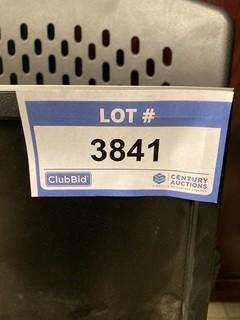 LOT #
3841
ClubBid
CENTURY
AUCTIONS